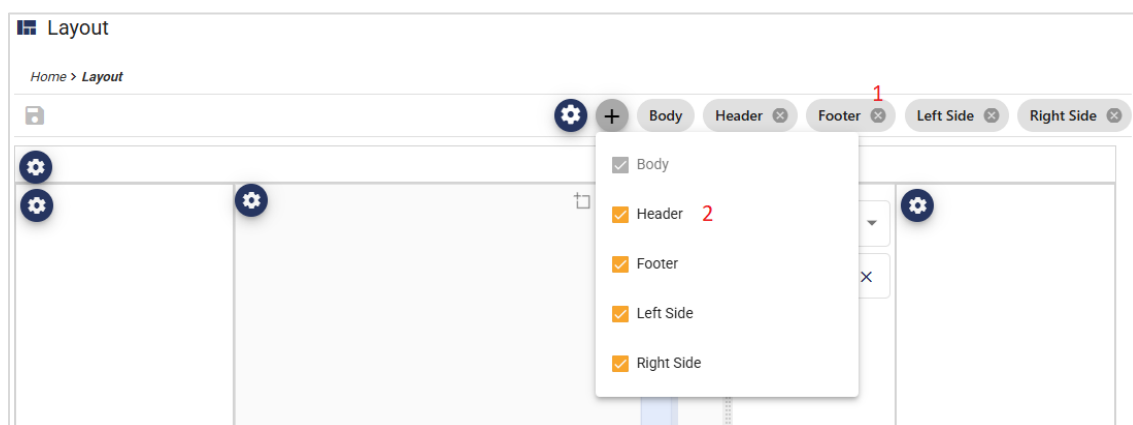 Layout
Home > Layout
1
+ Body Header Footer Left Side Right Side
Body
Header 2
Footer
Left Side
Right Side